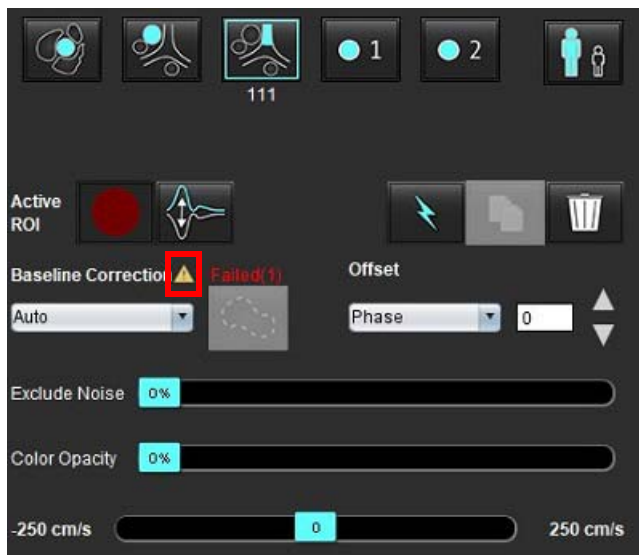 1
2
111
Active
ROI
Baseline Correction
Failed(1)
Offset
Auto
Phase
0
Exclude Noise
0%
Color Opacity
0%
-250 cm/s
0
250 cm/s